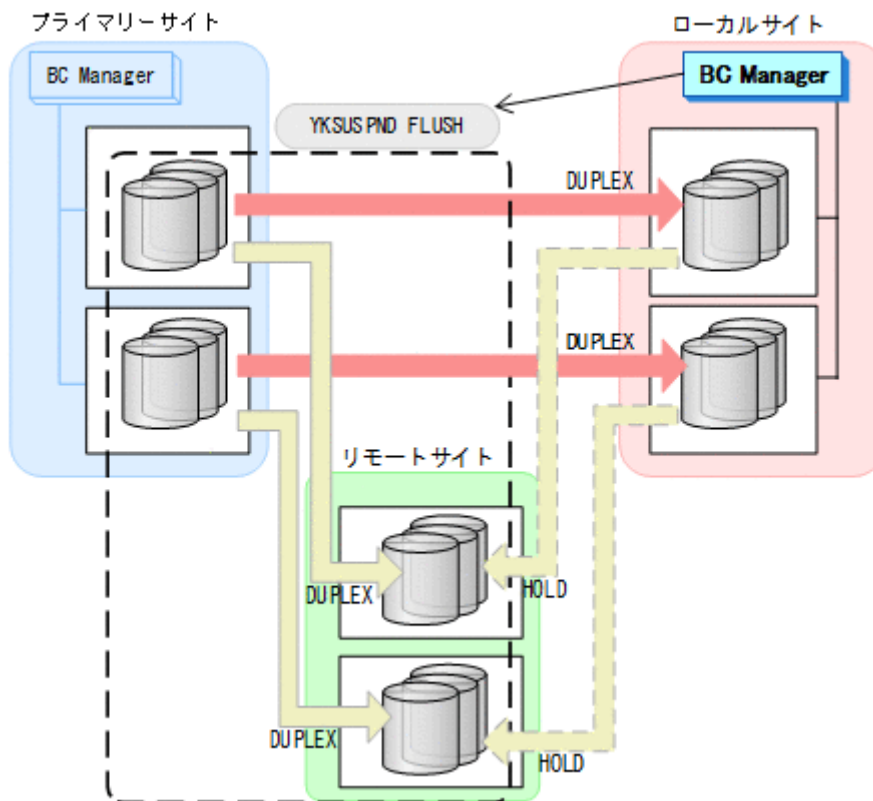 プライマリーサイト
ローカルサイト
BC Manager
BC Manager
YKSUSPND FLUSH
DUPLEX
DUPLEX
リモートサイト
DUPLEX
HOLD
DUPLEX
HOLD